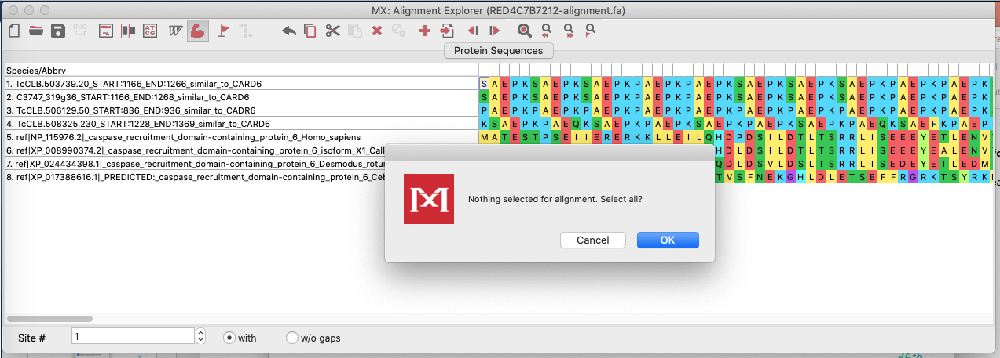 MX: Alignment Explorer (RED4C7B7212-alignment.fa)
Protein Sequences
Species/Abbrv
1. TcCLB.503739.20_START:1166_END:1266_similar_to_CARD6 S A E P K S A E P K S A E P K P A E P K P A E P K S A E P K S A E P K S A E P K P A E P K P A E P K
2. C3747_319g36_START:1166_END:1268_similar_to_CARD6 S A E P K S A E P K S A E P K P A E P K P A E P K S A E P K S A E P K S A E P K P A E P K P A E P K
3. TcCLB.506129.50_START:836_END:936_similar_to_CADR6
4. TcCLB.508325.230_START:1228_END:1369_similar_to_CARD6 K S A E P K P A E Q K S A E P K P A E P K S A E P K P A E P K S A E P K P A E Q K S A E F K P A E P
5. ref|NP_115976.2|_caspase_recruitment_domain-containing_protein_6_Homo_sapiens M A T E S T P S E I I E R E R K K L L E I L Q H D P D S I L D T L T S R R L I S E E E Y E T L E N V
6. ref|XP_008990374.2|_caspase_recruitment_domain-containing_protein_6_isoform_X1_Call H D L D S I L D T L T S R R L I S E E E Y E A L E N V
7. ref|XP_024434398.1|_caspase_recruitment_domain-containing_protein_6_Desmodus_rotur Q D L D S V L D S L T S R R L I S E D E Y E T L E D M
8. ref|XP_017388616.1|_PREDICTED:_caspase_recruitment_domain-containing_protein_6_Ceb T V S F N E K G H L D L E T S E F F R G R K T S Y R K
Nothing selected for alignment. Select all?
Cancel OK
Site # 1 with w/o gaps